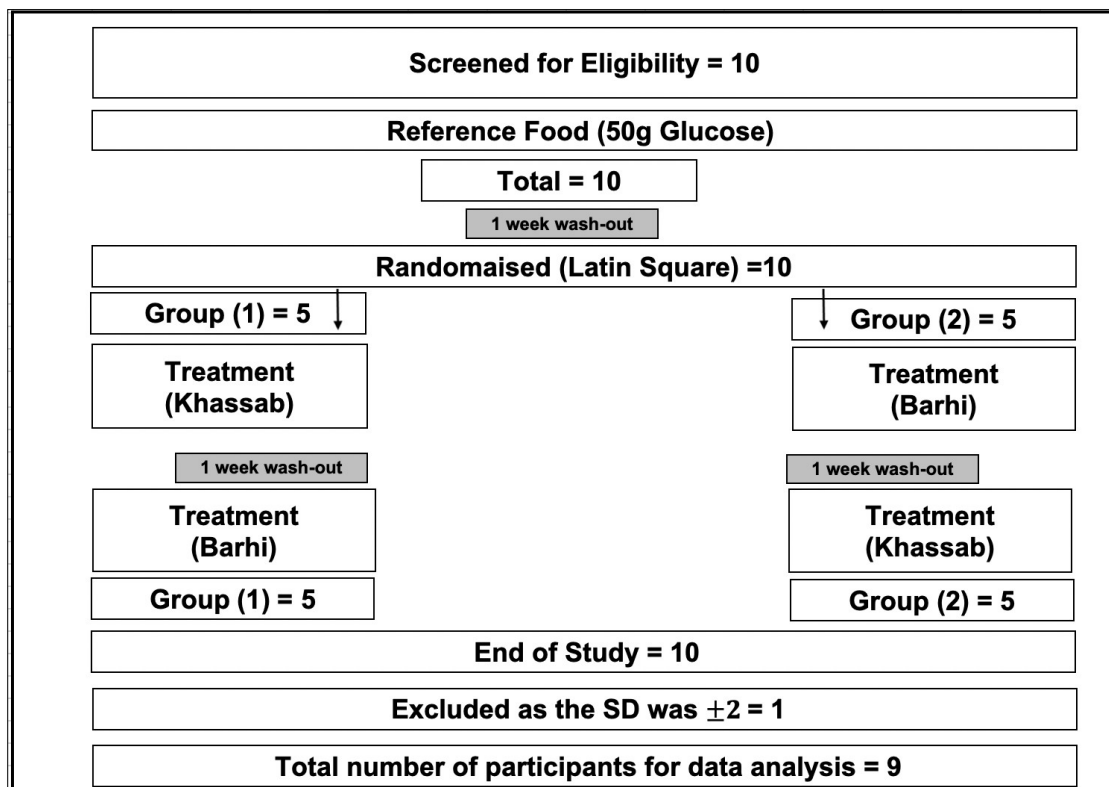 Screened for Eligibility = 10
Reference Food (50g Glucose)
Total = 10
1 week wash-out
Randomaised (Latin Square) =10
Group (1) = 5
Group (2) = 5
Treatment
(Khassab)
Treatment
(Barhi)
1 week wash-out
1 week wash-out
Treatment
(Barhi)
Treatment
(Khassab)
Group (1) = 5
Group (2) = 5
End of Study = 10
Excluded as the SD was ±2 = 1
Total number of participants for data analysis = 9